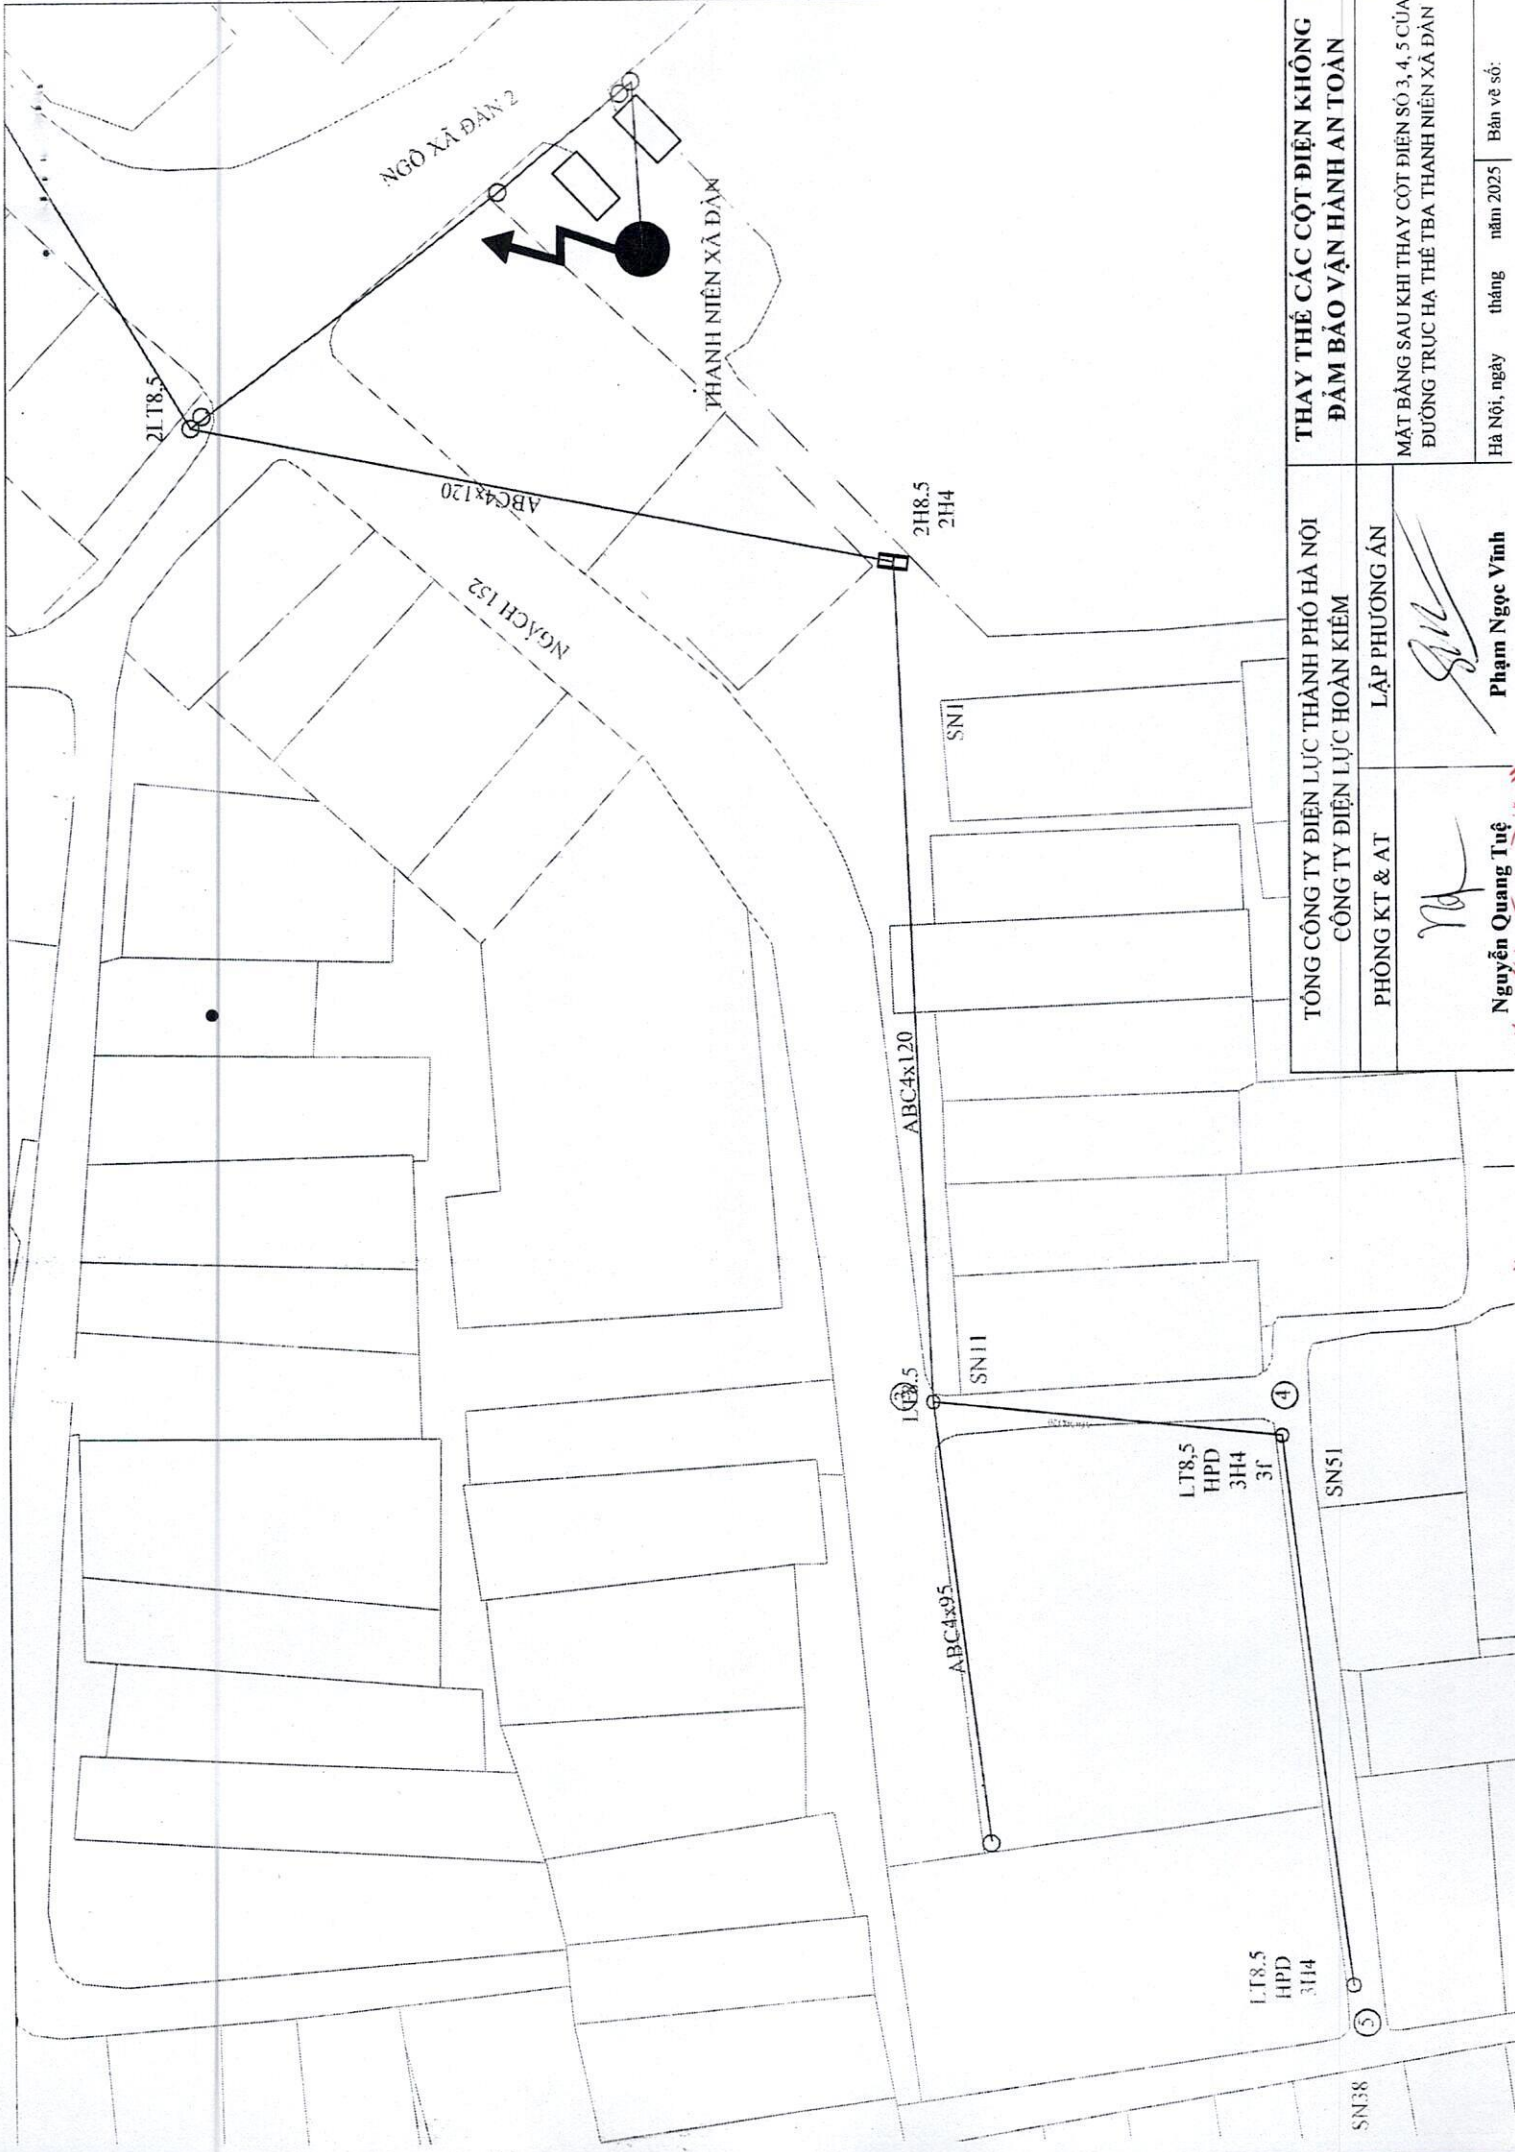 NGÕ XÃ ĐÀN 2
THANH NIÊN XÃ ĐÀN
2LT8.5
ABC4x120
NGÁCH 152
2H8.5
2H4
SN1
ABC4x120
SN11
LT8.5
4
LT8,5
HPD
3H4
3f
SN51
ABC4x95
LT8.5
HPD
3H4
5
SN38
TỔNG CÔNG TY ĐIỆN LỰC THÀNH PHỐ HÀ NỘI
CÔNG TY ĐIỆN LỰC HOÀN KIẾM
PHÒNG KT & AT
LẬP PHƯƠNG ÁN
Nguyễn Quang Tuệ
Phạm Ngọc Vĩnh
THAY THẾ CÁC CỘT ĐIỆN KHÔNG
ĐẢM BẢO VẬN HÀNH AN TOÀN
MẶT BẰNG SAU KHI THAY CỘT ĐIỆN SỐ 3, 4, 5 CỦA
ĐƯỜNG TRỤC HẠ THẾ TBA THANH NIÊN XÃ ĐÀN
Hà Nội, ngày tháng năm 2025
Bản vẽ số: